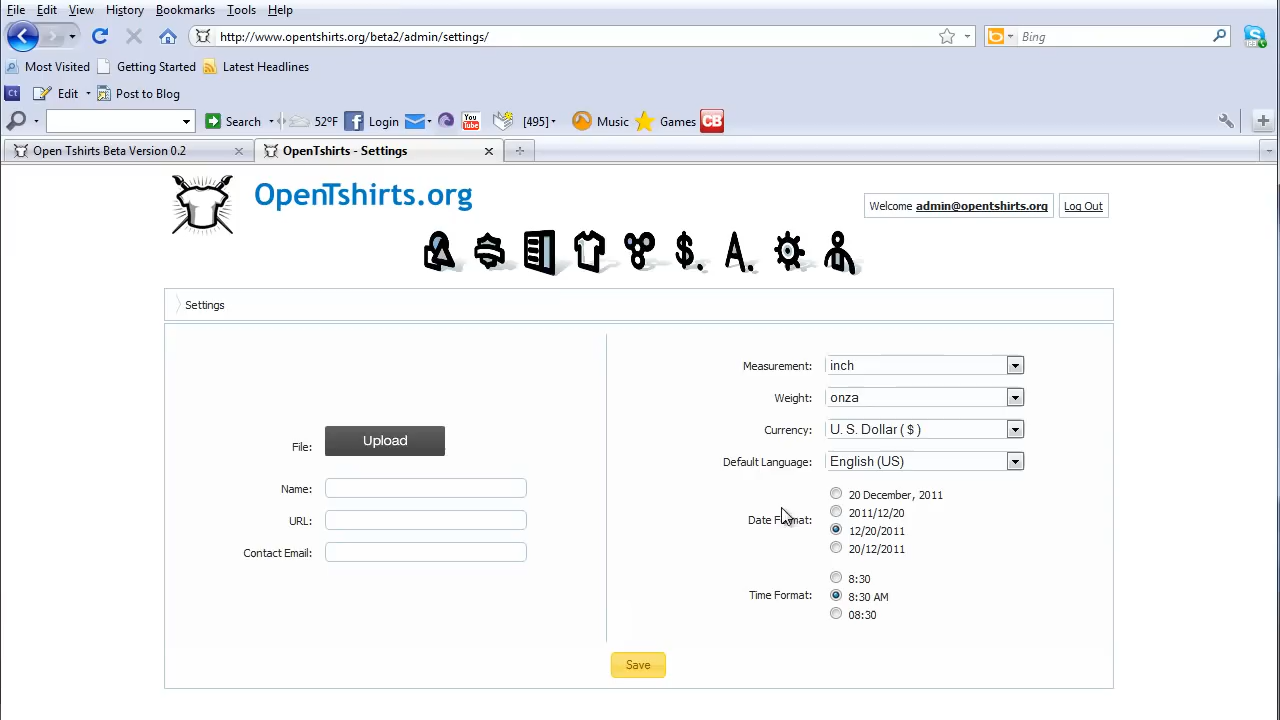 File Edit View History Bookmarks Tools Help
http://www.opentshirts.org/beta2/admin/settings/
Bing
Most Visited Getting Started Latest Headlines
Ct Edit Post to Blog
Search 52°F Login You Tube [495] Music Games CB
Open Tshirts Beta Version 0.2
OpenTshirts - Settings
OpenTshirts.org
Welcome admin@opentshirts.org Log Out
$. A.
Settings
File: Upload
Name:
URL:
Contact Email:
Measurement: inch
Weight: onza
Currency: U. S. Dollar ( $ )
Default Language: English (US)
Date Format:
20 December, 2011
2011/12/20
12/20/2011
20/12/2011
Time Format:
8:30
8:30 AM
08:30
Save